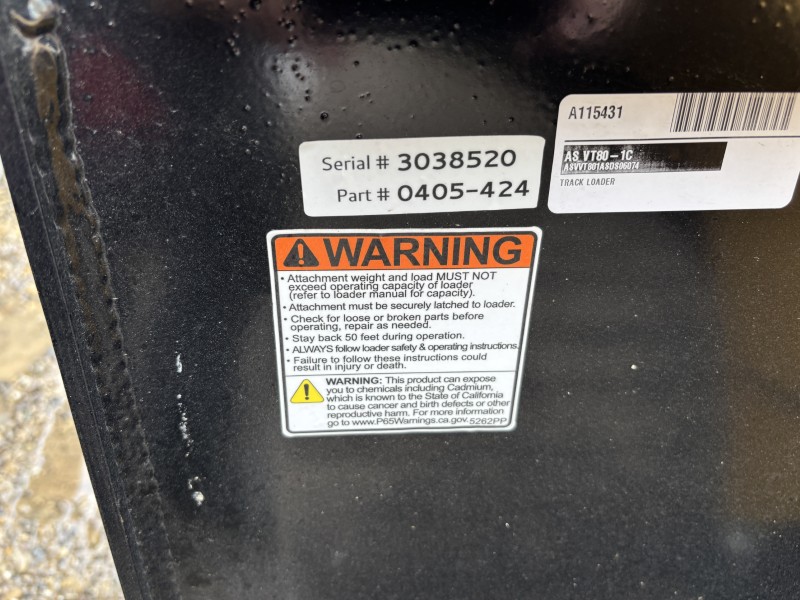 A115431
AS VT80-1C
ASVVT801ASDS06074
TRACK LOADER
Serial # 3038520
Part # 0405-424
WARNING
• Attachment weight and load MUST NOT
exceed operating capacity of loader
(refer to loader manual for capacity).
• Attachment must be securely latched to loader.
• Check for loose or broken parts before
operating, repair as needed.
• Stay back 50 feet during operation.
• ALWAYS follow loader safety & operating instructions.
• Failure to follow these instructions could
result in injury or death.
WARNING: This product can expose
you to chemicals including Cadmium,
which is known to the State of California
to cause cancer and birth defects or other
reproductive harm. For more information
go to www.P65Warnings.ca.gov 5262PP